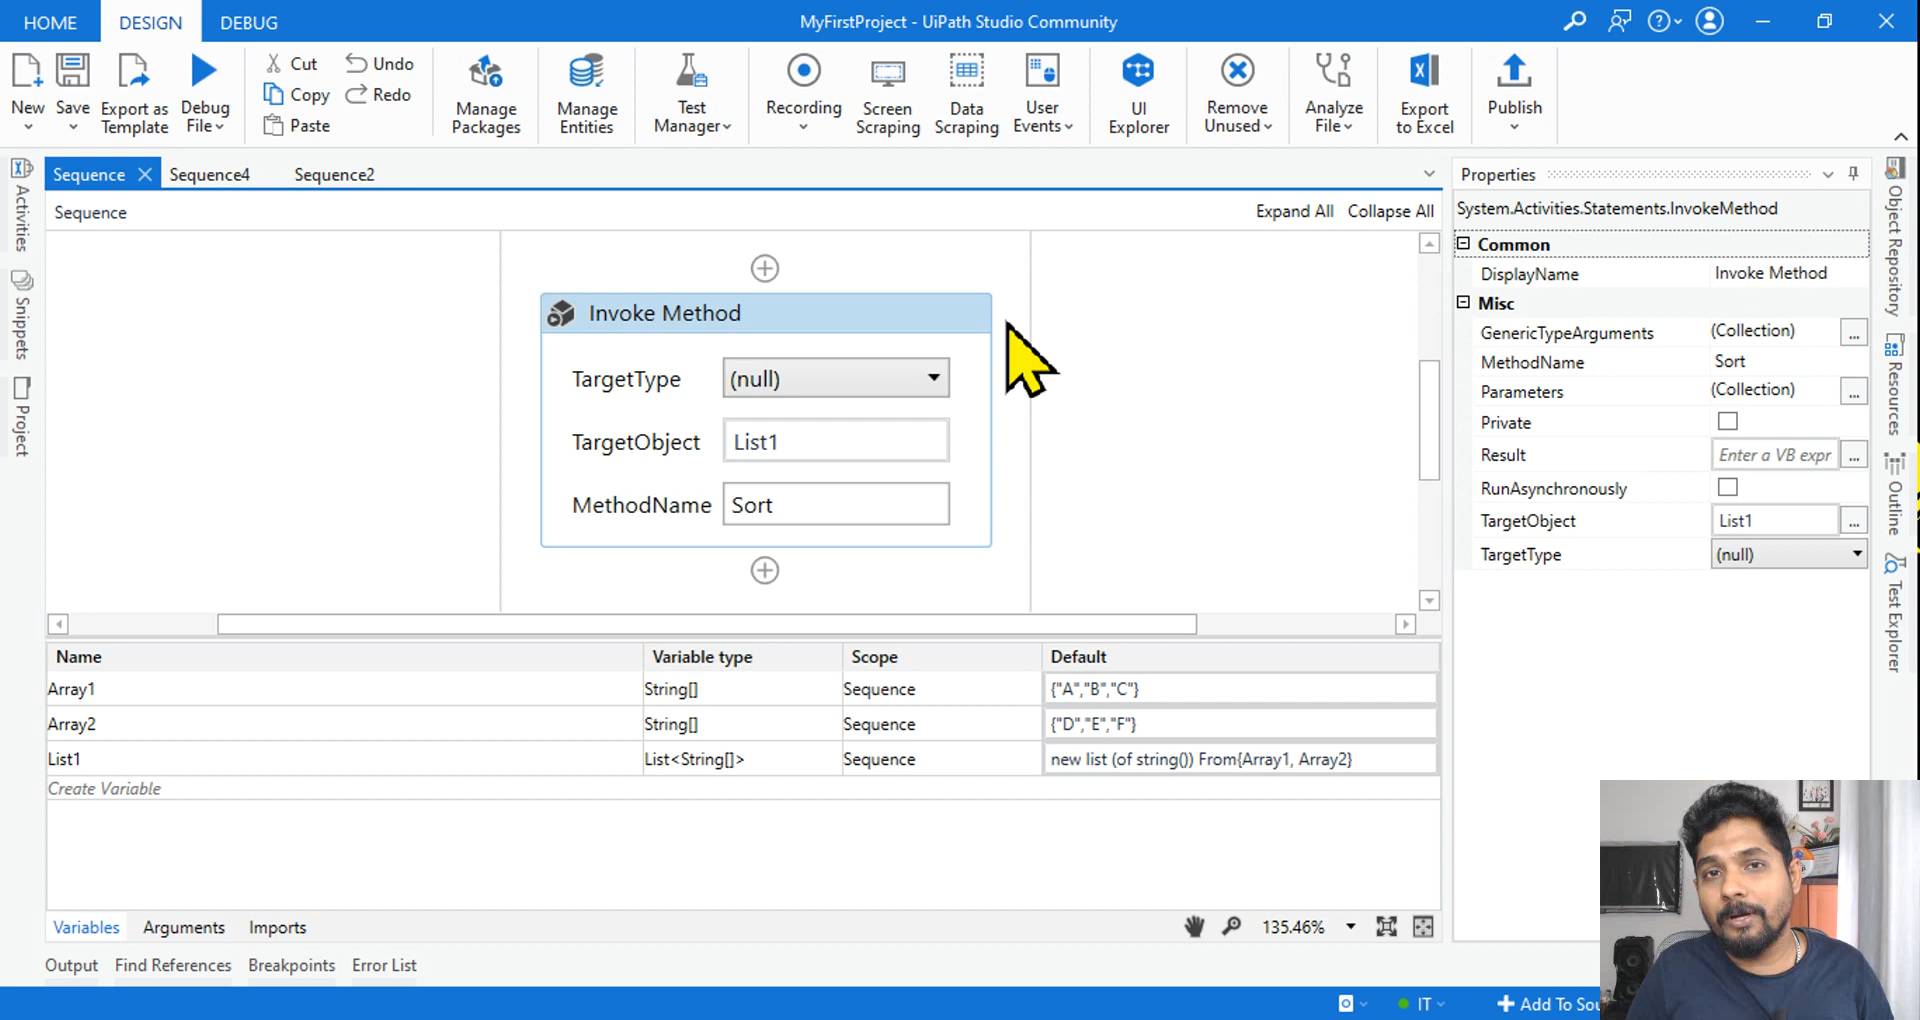 HOME DESIGN DEBUG MyFirstProject - UiPath Studio Community
New Save Export as Template Debug File
Cut Copy Paste Undo Redo
Manage Packages
Manage Entities
Test Manager
Recording
Screen Scraping
Data Scraping
User Events
UI Explorer
Remove Unused
Analyze File
Export to Excel
Publish
Activities
Snippets
Project
Sequence Sequence4 Sequence2
Sequence Expand All Collapse All
Invoke Method
TargetType (null)
TargetObject List1
MethodName Sort
Name Variable type Scope Default
Array1 String[] Sequence {"A","B","C"}
Array2 String[] Sequence {"D","E","F"}
List1 List<String[]> Sequence new list (of string()) From{Array1, Array2}
Create Variable
Variables Arguments Imports 135.46%
Output Find References Breakpoints Error List
Properties
System.Activities.Statements.InvokeMethod
Common
DisplayName Invoke Method
Misc
GenericTypeArguments (Collection) ...
MethodName Sort
Parameters (Collection) ...
Private
Result Enter a VB expr ...
RunAsynchronously
TargetObject List1 ...
TargetType (null)
Object Repository
Resources
Outline
Test Explorer
IT Add To Sou